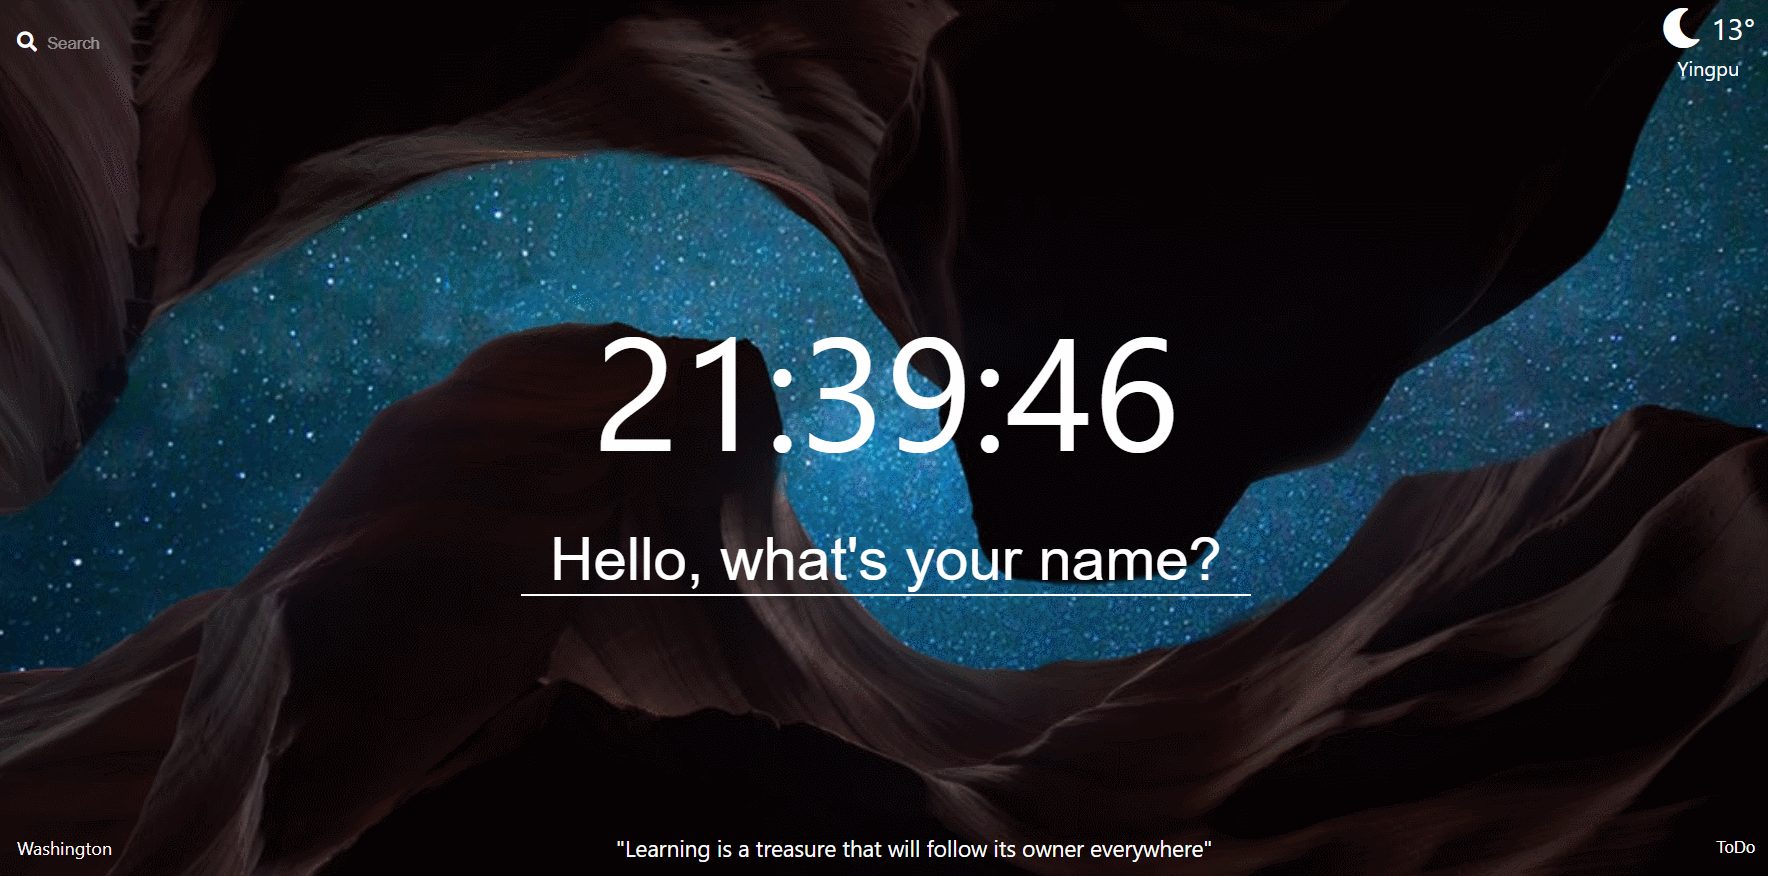 Search
13°
Yingpu
21:39:46
Hello, what's your name?
Washington
"Learning is a treasure that will follow its owner everywhere"
ToDo